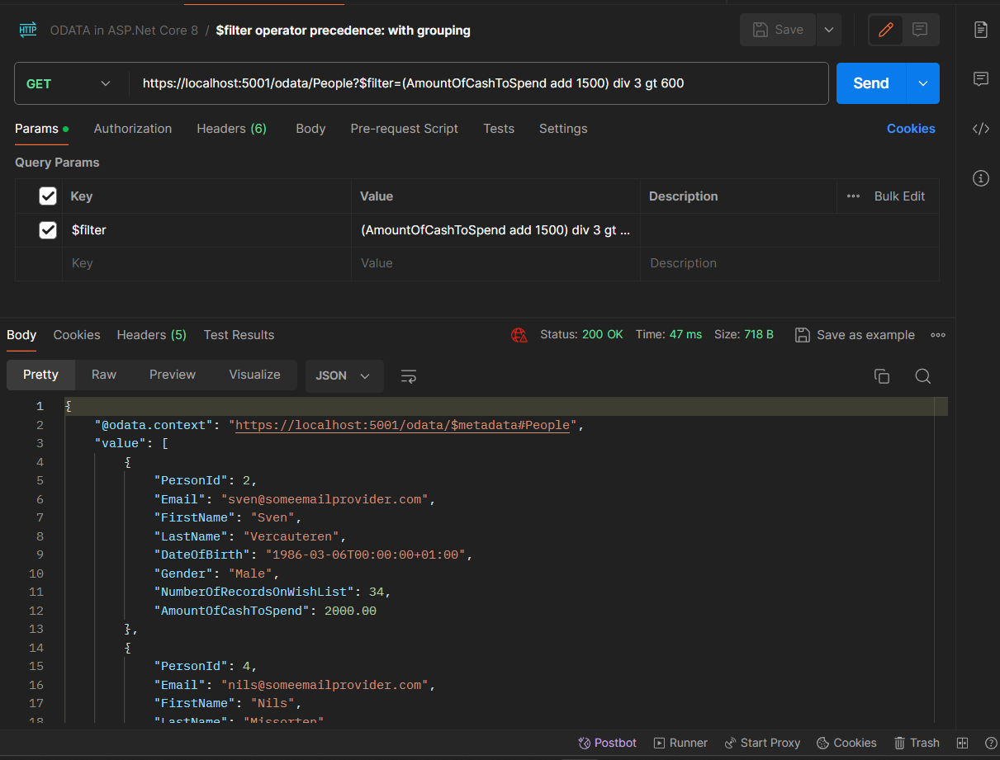 HTTP ODATA in ASP.Net Core 8 / $filter operator precedence: with grouping Save
GET https://localhost:5001/odata/People?$filter=(AmountOfCashToSpend add 1500) div 3 gt 600 Send
Params Authorization Headers (6) Body Pre-request Script Tests Settings Cookies
Query Params
Key Value Description Bulk Edit
$filter (AmountOfCashToSpend add 1500) div 3 gt ...
Key Value Description
Body Cookies Headers (5) Test Results Status: 200 OK Time: 47 ms Size: 718 B Save as example
Pretty Raw Preview Visualize JSON
1 {
2 "@odata.context": "https://localhost:5001/odata/$metadata#People",
3 "value": [
4 {
5 "PersonId": 2,
6 "Email": "sven@someemailprovider.com",
7 "FirstName": "Sven",
8 "LastName": "Vercauteren",
9 "DateOfBirth": "1986-03-06T00:00:00+01:00",
10 "Gender": "Male",
11 "NumberOfRecordsOnWishList": 34,
12 "AmountOfCashToSpend": 2000.00
13 },
14 {
15 "PersonId": 4,
16 "Email": "nils@someemailprovider.com",
17 "FirstName": "Nils",
18 "LastName": "Missorten"
Postbot Runner Start Proxy Cookies Trash